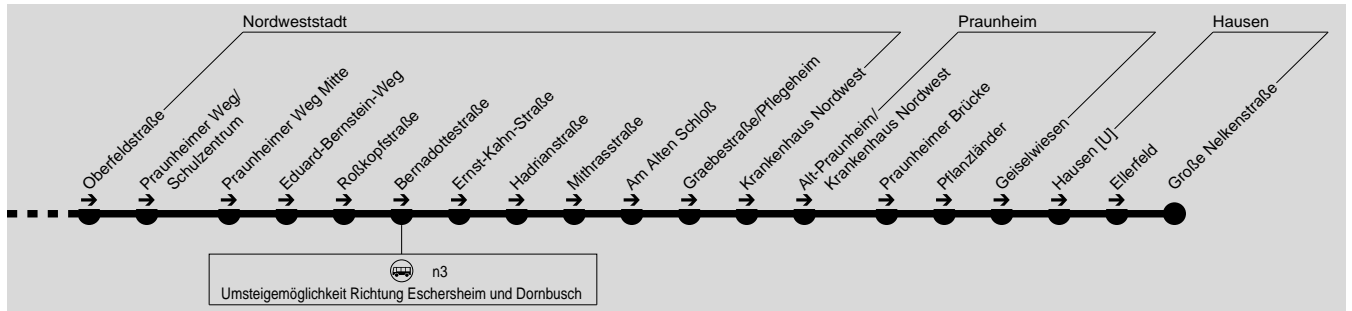 Nordweststadt
Praunheim
Hausen
Oberfeldstraße
Praunheimer Weg/
Schulzentrum
Praunheimer Weg Mitte
Eduard-Bernstein-Weg
Roßkopfstraße
Bernadottestraße
Ernst-Kahn-Straße
Hadrianstraße
Mithrasstraße
Am Alten Schloß
Graebestraße/Pflegeheim
Krankenhaus Nordwest
Alt-Praunheim/
Krankenhaus Nordwest
Praunheimer Brücke
Pflanzländer
Geiselwiesen
Hausen [U]
Ellerfeld
Große Nelkenstraße
n3
Umsteigemöglichkeit Richtung Eschersheim und Dornbusch